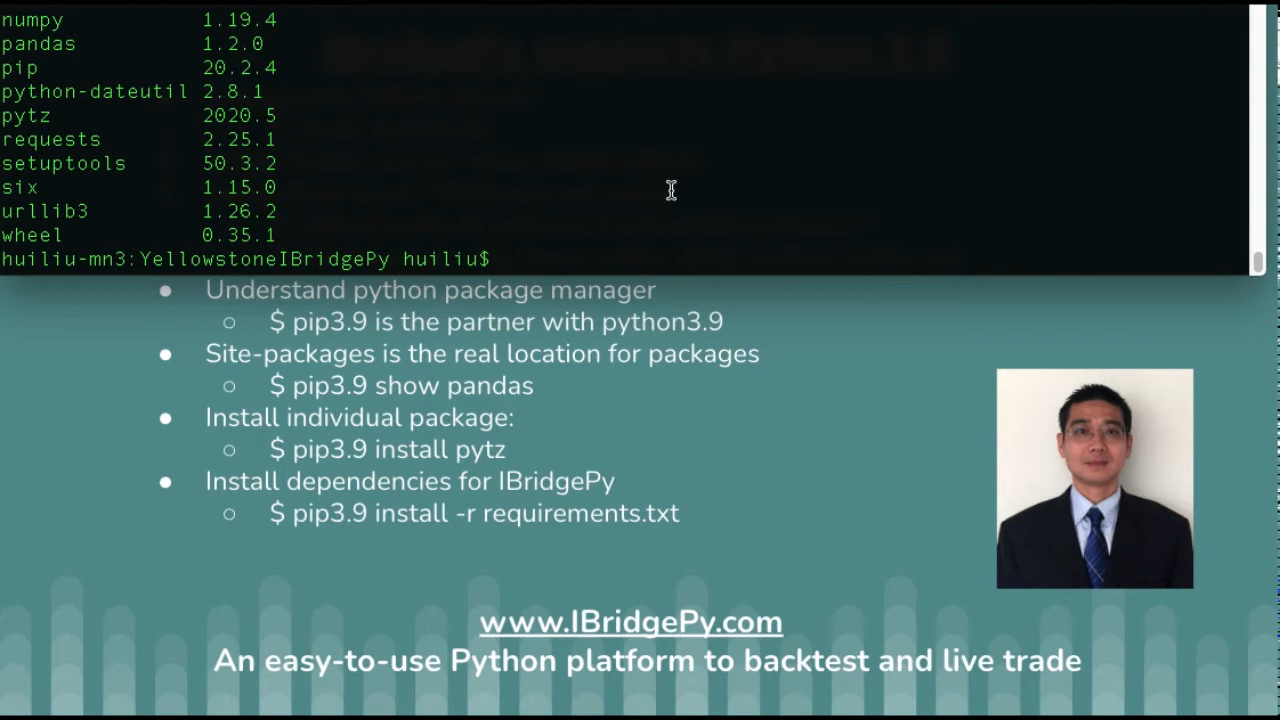 numpy 1.19.4
pandas 1.2.0
pip 20.2.4
python-dateutil 2.8.1
pytz 2020.5
requests 2.25.1
setuptools 50.3.2
six 1.15.0
urllib3 1.26.2
wheel 0.35.1
huiliu-mn3:YellowstoneIBridgePy huiliu$
● Understand python package manager
○ $ pip3.9 is the partner with python3.9
● Site-packages is the real location for packages
○ $ pip3.9 show pandas
● Install individual package:
○ $ pip3.9 install pytz
● Install dependencies for IBridgePy
○ $ pip3.9 install -r requirements.txt
www.IBridgePy.com
An easy-to-use Python platform to backtest and live trade